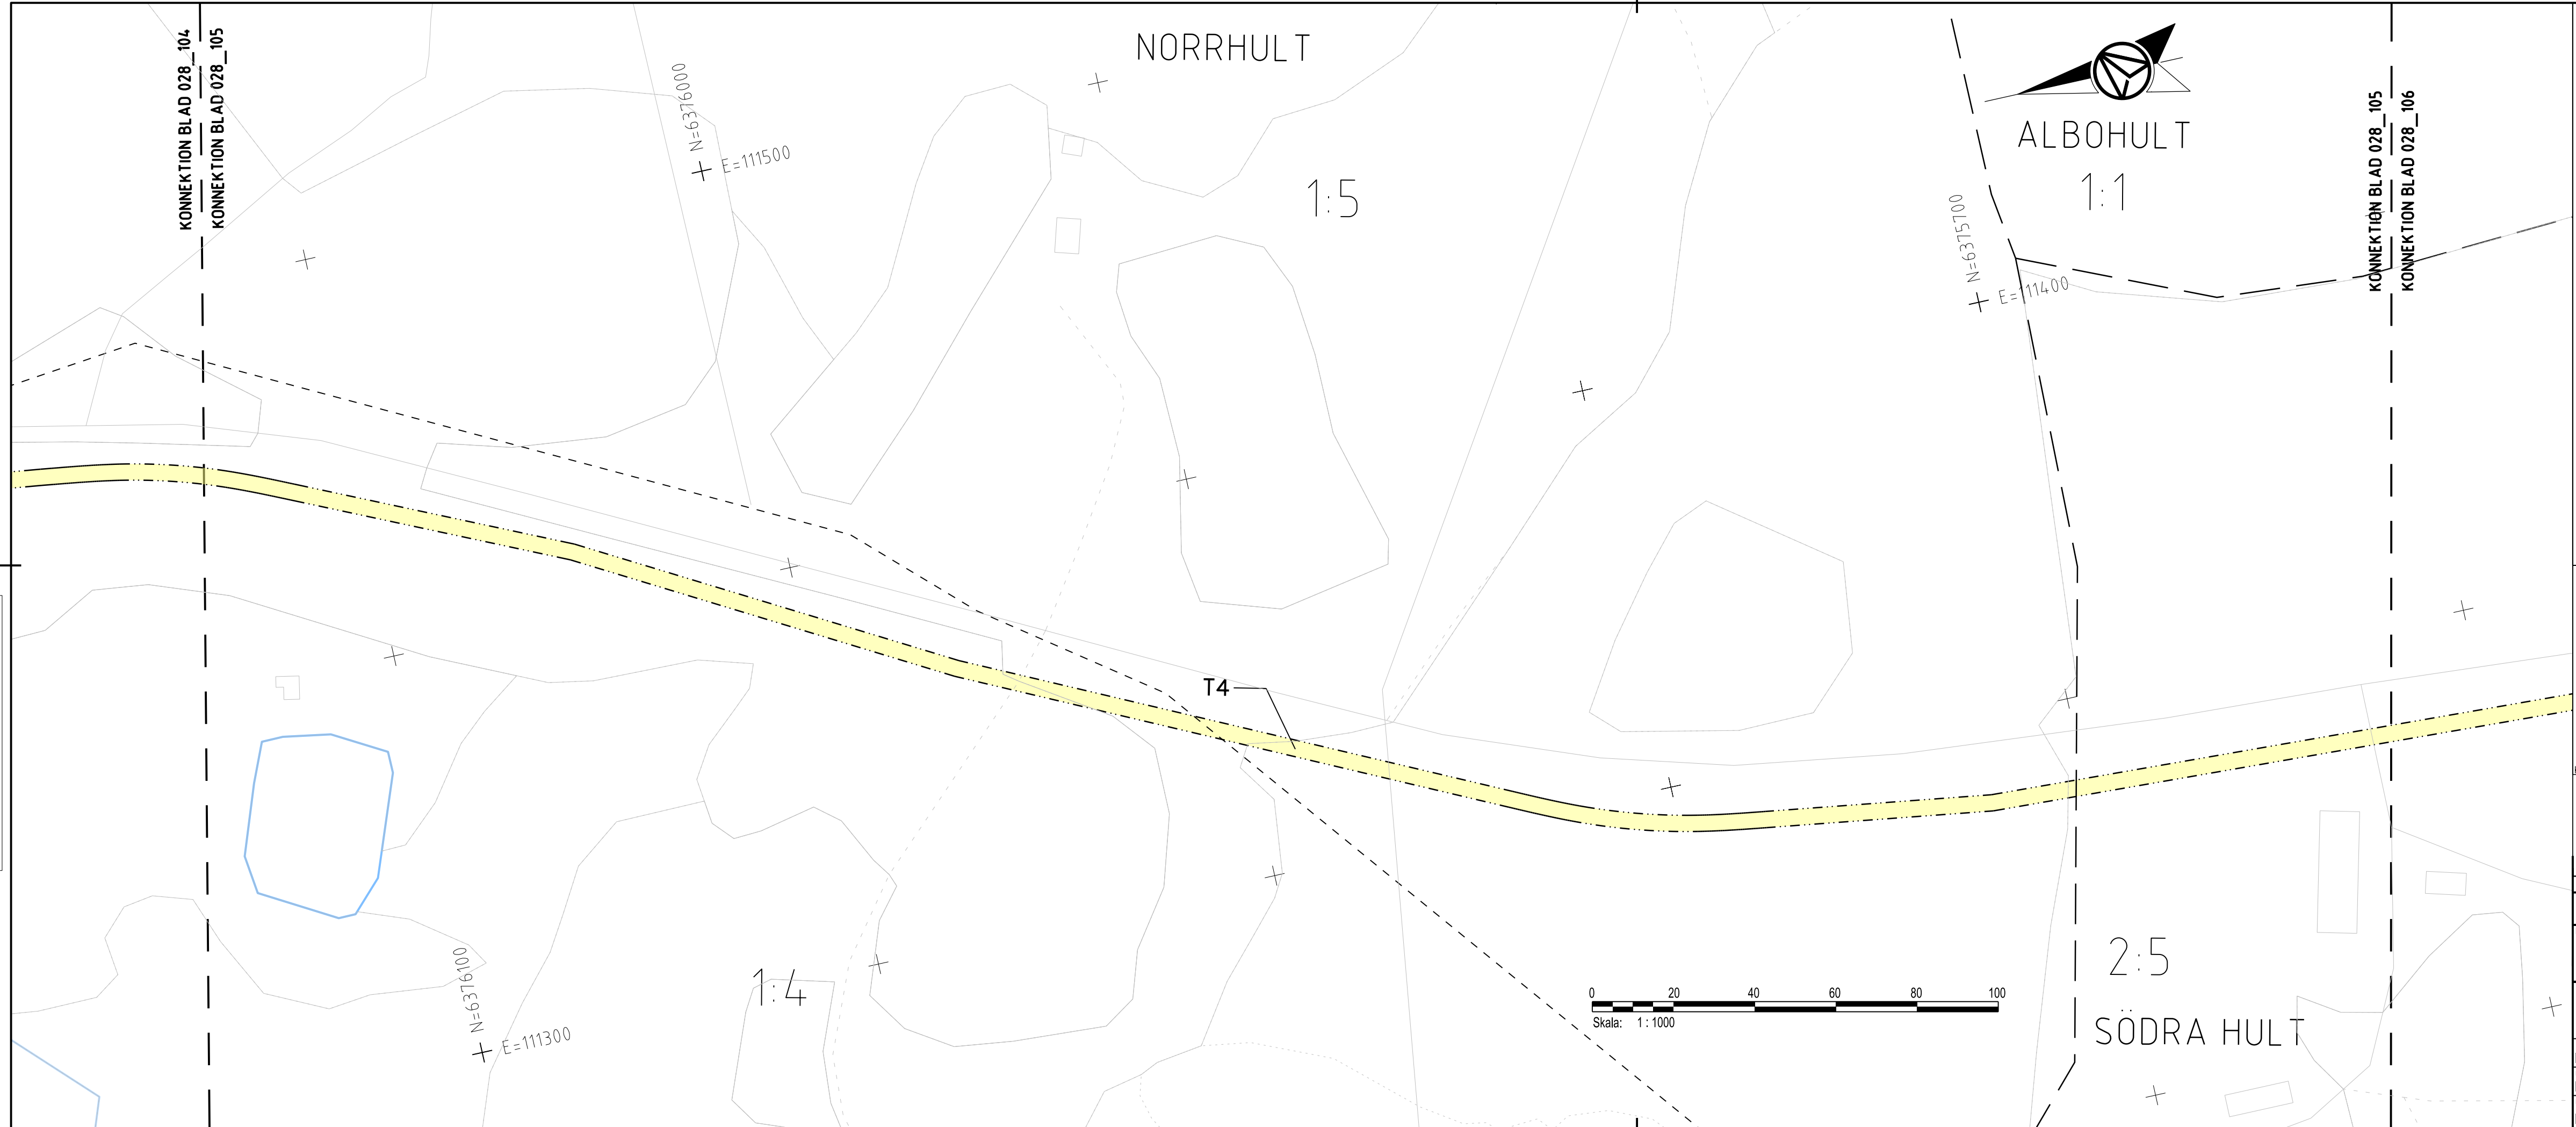 KONNEKTION BLAD 028_104
KONNEKTION BLAD 028_105
NORRHULT
N=6376000
E=111500
1:5
ALBOHULT
1:1
N=6375700
E=111400
KONNEKTION BLAD 028_105
KONNEKTION BLAD 028_106
T4
1:4
N=6376100
E=111300
2:5
SÖDRA HULT
0 20 40 60 80 100
Skala: 1 : 1000